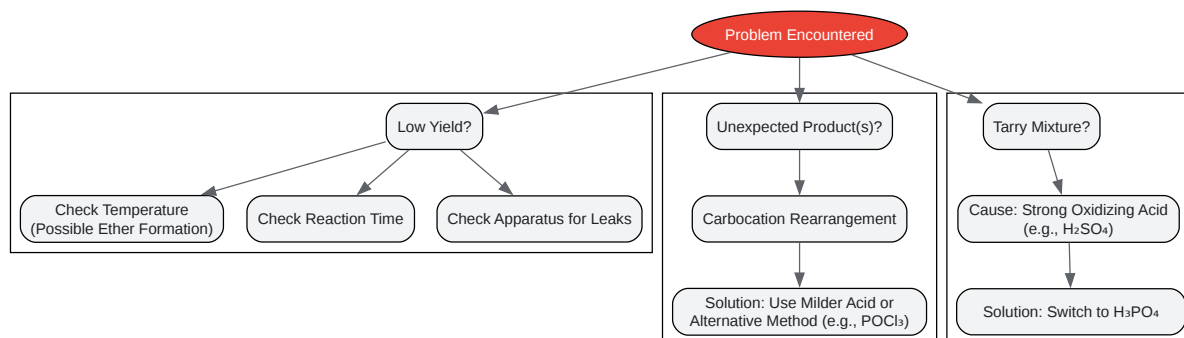 Problem Encountered
Low Yield?
Unexpected Product(s)?
Tarry Mixture?
Check Temperature
(Possible Ether Formation)
Check Reaction Time
Check Apparatus for Leaks
Carbocation Rearrangement
Cause: Strong Oxidizing Acid
(e.g., H₂SO₄)
Solution: Use Milder Acid or
Alternative Method (e.g., POCl₃)
Solution: Switch to H₃PO₄